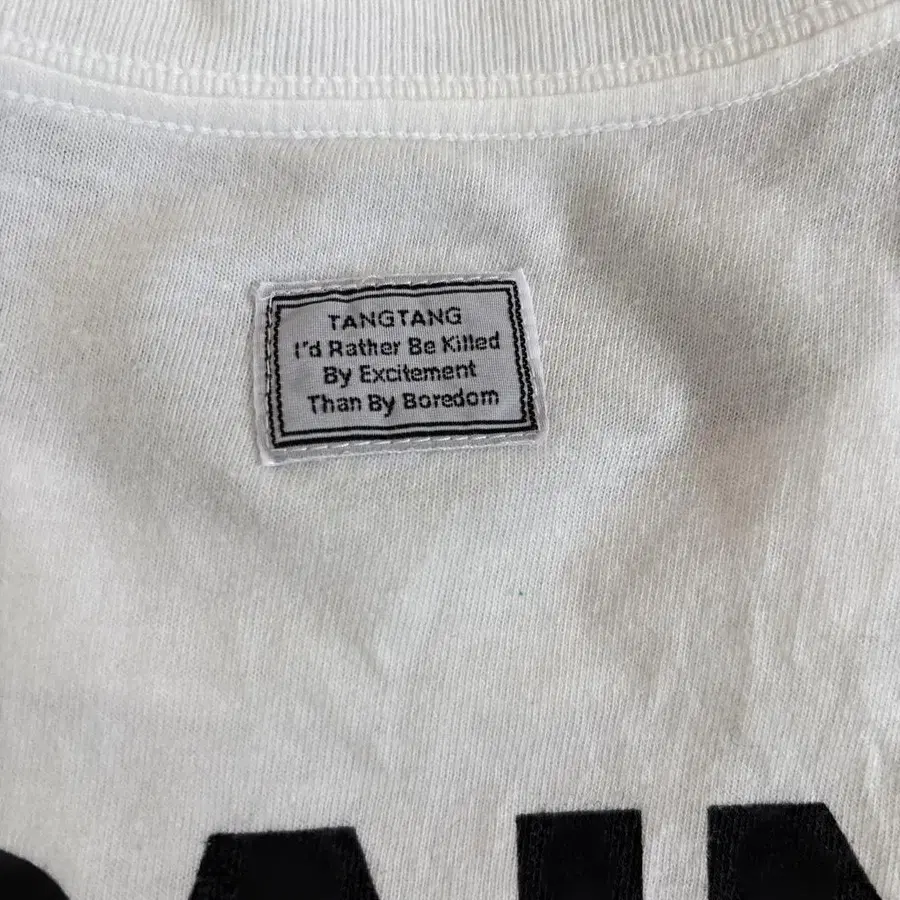 TANGTANG
I'd Rather Be Killed
By Excitement
Than By Boredom